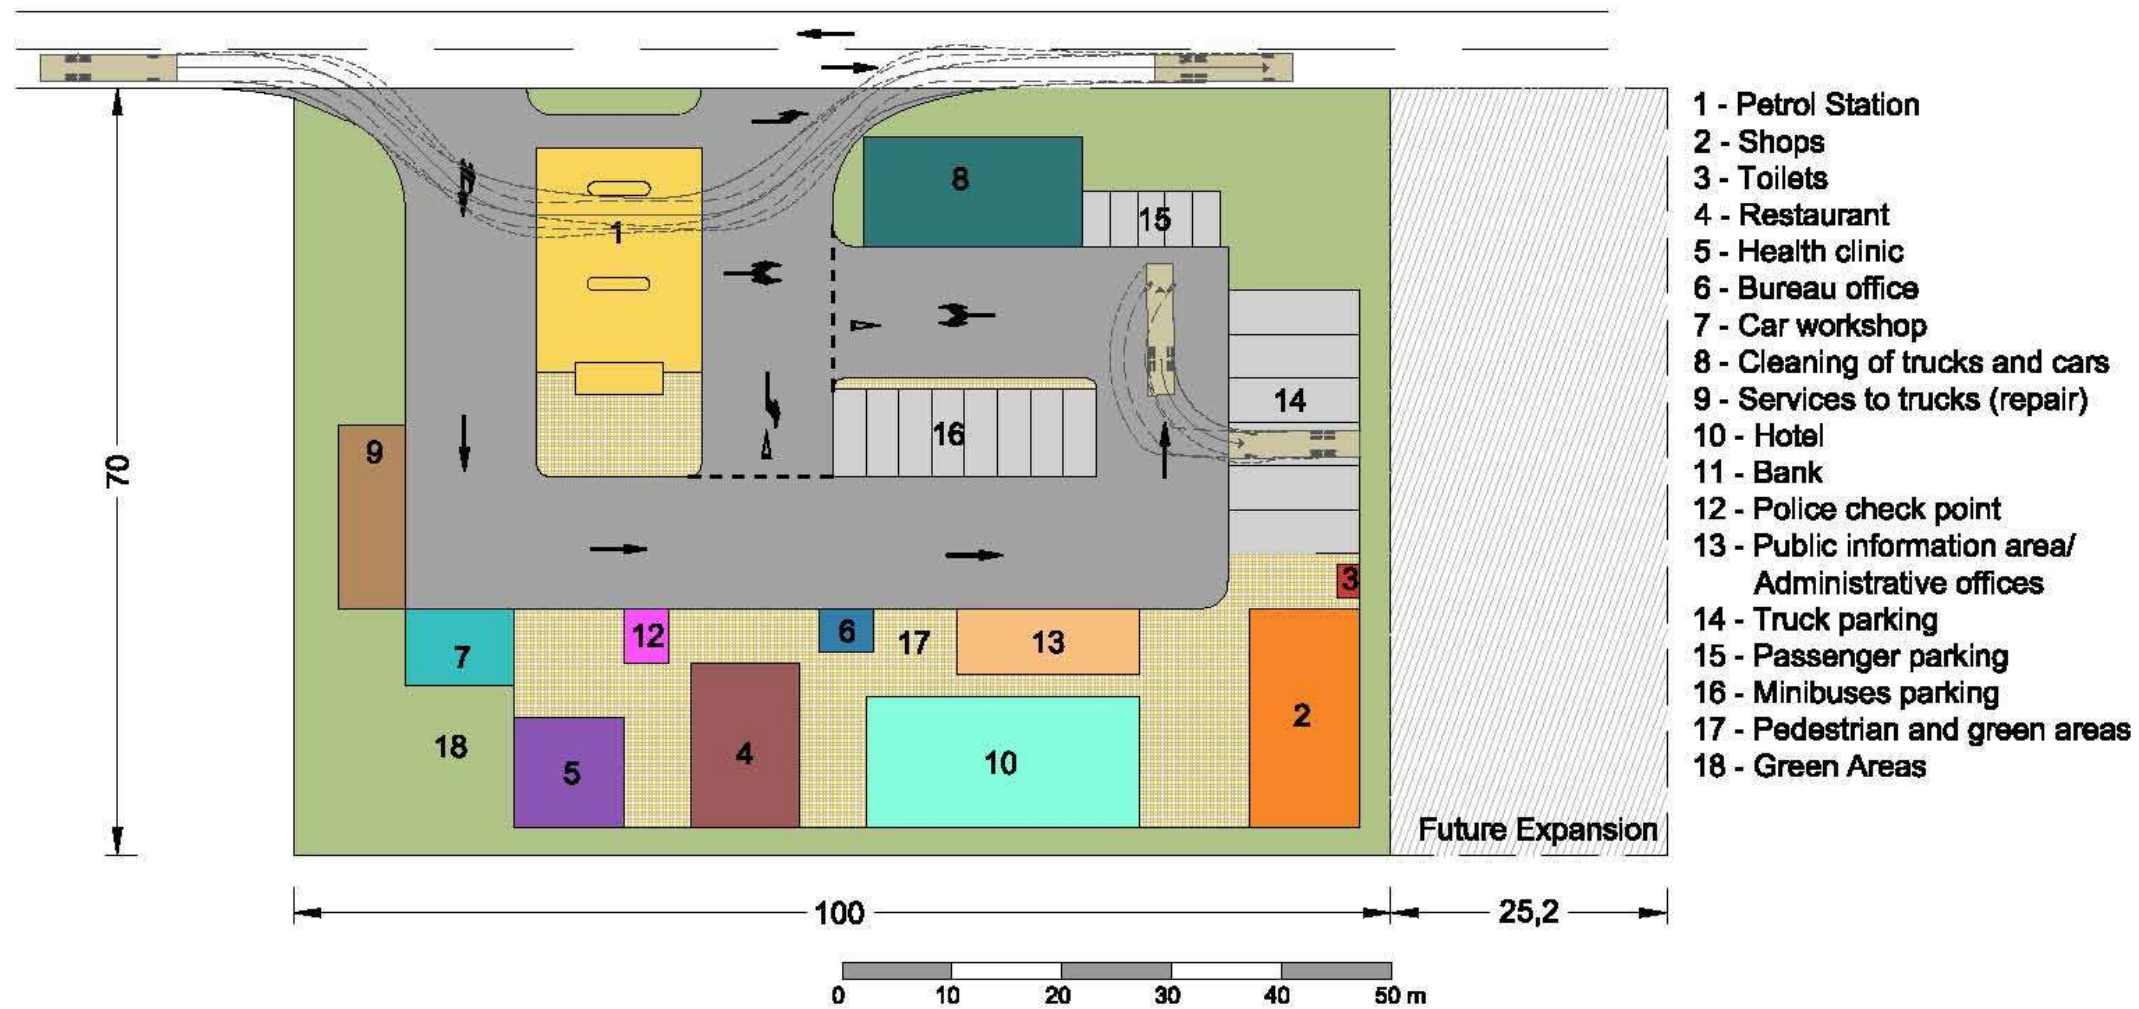 1 - Petrol Station
2 - Shops
3 - Toilets
4 - Restaurant
5 - Health clinic
6 - Bureau office
7 - Car workshop
8 - Cleaning of trucks and cars
9 - Services to trucks (repair)
10 - Hotel
11 - Bank
12 - Police check point
13 - Public information area/
Administrative offices
14 - Truck parking
15 - Passenger parking
16 - Minibuses parking
17 - Pedestrian and green areas
18 - Green Areas
8
15
1
14
16
9
70
3
12
6
17
13
7
2
18
4
10
5
Future Expansion
100
25,2
0 10 20 30 40 50 m